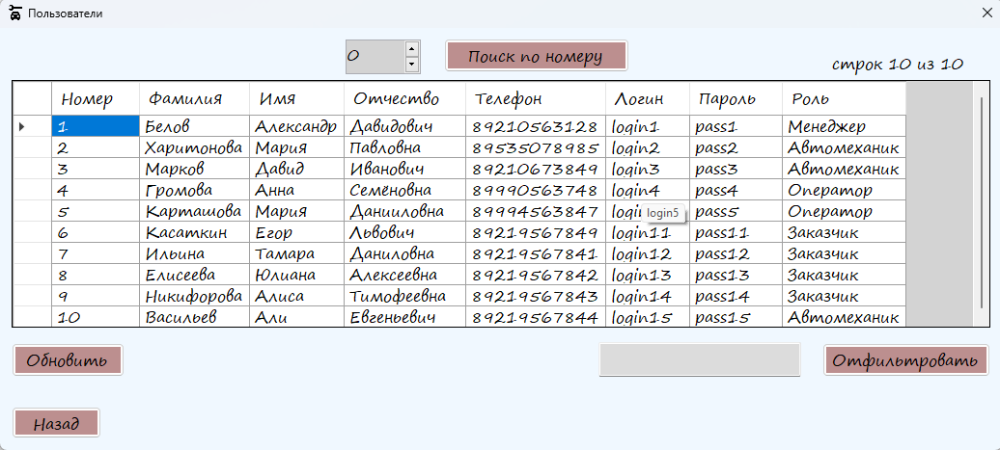 Пользователи
0 Поиск по номеру
строк 10 из 10
Номер Фамилия Имя Отчество Телефон Логин Пароль Роль
1 Белов Александр Давидович 89210563128 login1 pass1 Менеджер
2 Харитонова Мария Павловна 89535078985 login2 pass2 Автомеханик
3 Марков Давид Иванович 89210673849 login3 pass3 Автомеханик
4 Громова Анна Семёновна 89990563748 login4 pass4 Оператор
5 Карташова Мария Данииловна 89994563847 login5 pass5 Оператор
6 Касаткин Егор Львович 89219567849 login11 pass11 Заказчик
7 Ильина Тамара Даниловна 89219567841 login12 pass12 Заказчик
8 Елисеева Юлиана Алексеевна 89219567842 login13 pass13 Заказчик
9 Никифорова Алиса Тимофеевна 89219567843 login14 pass14 Заказчик
10 Васильев Али Евгеньевич 89219567844 login15 pass15 Автомеханик
Обновить Отфильтровать
Назад